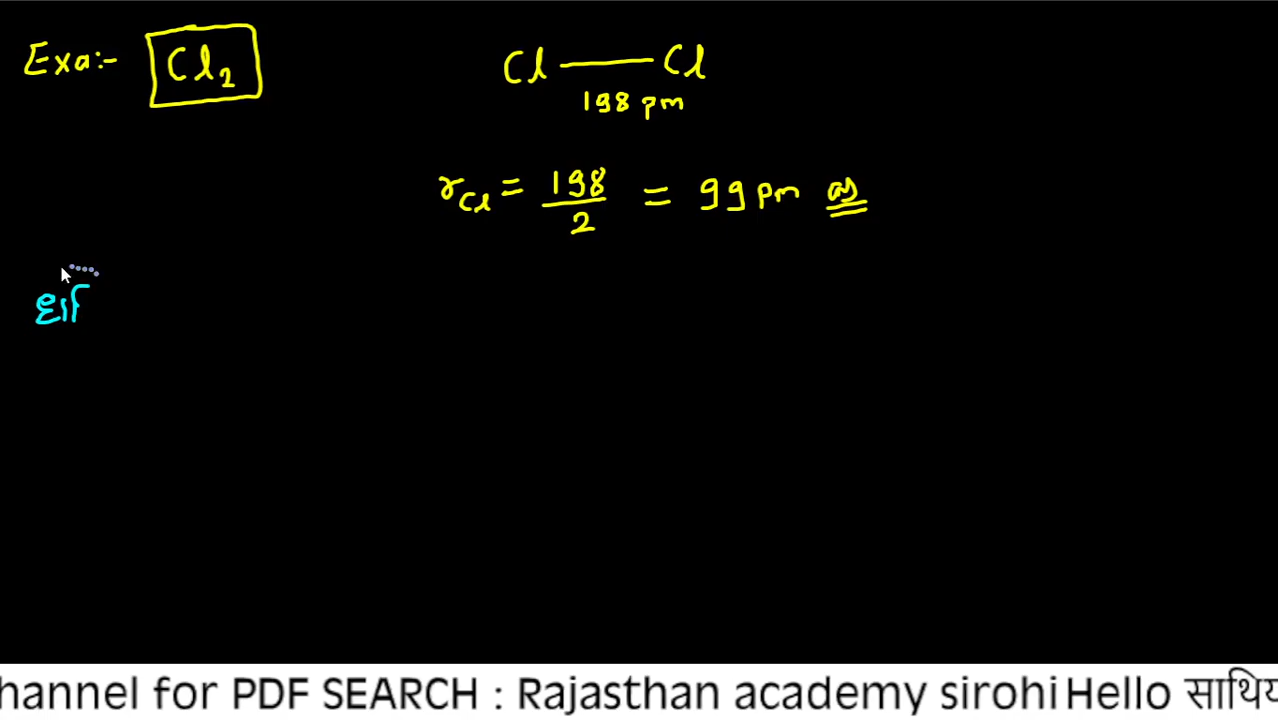 Exa:- Cl2 Cl — Cl
198 pm
rCl = 198/2 = 99 pm
hannel for PDF SEARCH : Rajasthan academy sirohi Hello साथिय